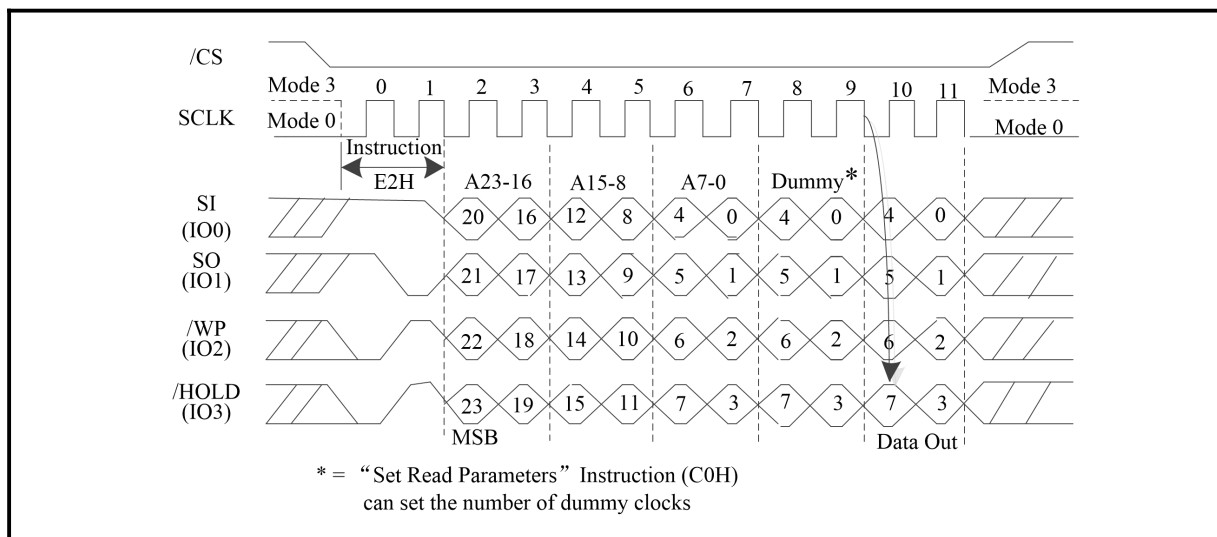 /CS
Mode 3 0 1 2 3 4 5 6 7 8 9 10 11 Mode 3
SCLK
Mode 0 Mode 0
Instruction
E2H A23-16 A15-8 A7-0 Dummy*
SI
(IO0) 20 16 12 8 4 0 4 0 4 0
SO
(IO1) 21 17 13 9 5 1 5 1 5 1
/WP
(IO2) 22 18 14 10 6 2 6 2 6 2
/HOLD
(IO3) 23 19 15 11 7 3 7 3 7 3
MSB Data Out
* = “Set Read Parameters” Instruction (C0H)
can set the number of dummy clocks